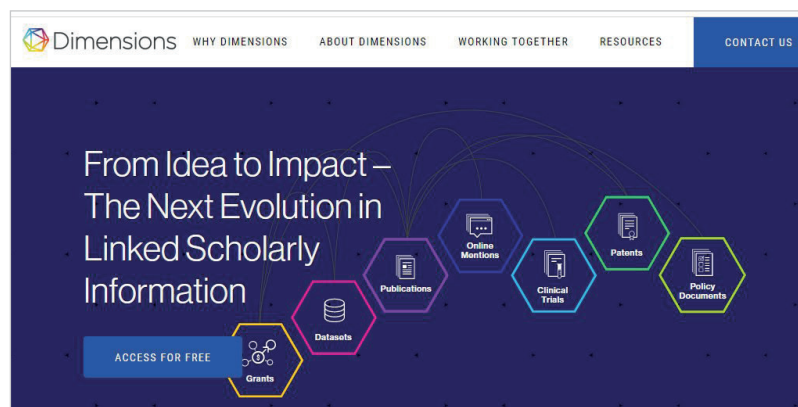 Dimensions
WHY DIMENSIONS
ABOUT DIMENSIONS
WORKING TOGETHER
RESOURCES
CONTACT US
From Idea to Impact –
The Next Evolution in
Linked Scholarly
Information
ACCESS FOR FREE
Grants
Datasets
Publications
Online
Mentions
Clinical
Trials
Patents
Policy
Documents